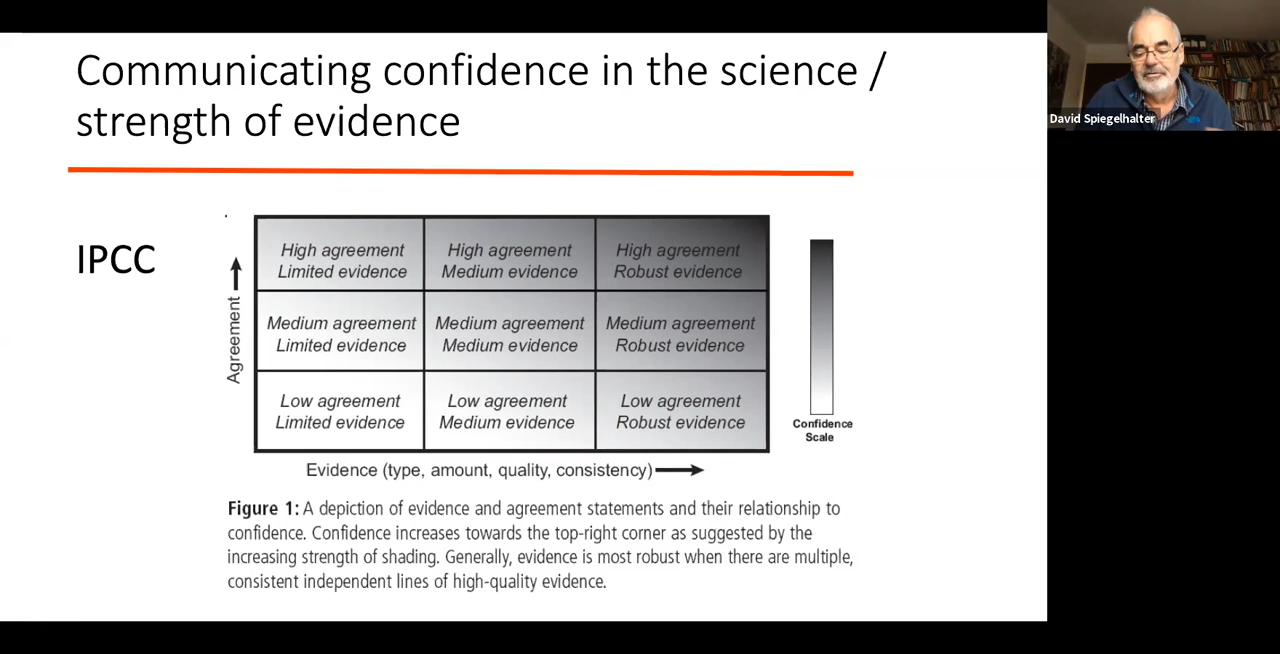 Communicating confidence in the science /
strength of evidence
David Spiegelhalter
IPCC
Agreement
High agreement
Limited evidence
High agreement
Medium evidence
High agreement
Robust evidence
Medium agreement
Limited evidence
Medium agreement
Medium evidence
Medium agreement
Robust evidence
Low agreement
Limited evidence
Low agreement
Medium evidence
Low agreement
Robust evidence
Confidence
Scale
Evidence (type, amount, quality, consistency)
Figure 1: A depiction of evidence and agreement statements and their relationship to
confidence. Confidence increases towards the top-right corner as suggested by the
increasing strength of shading. Generally, evidence is most robust when there are multiple,
consistent independent lines of high-quality evidence.